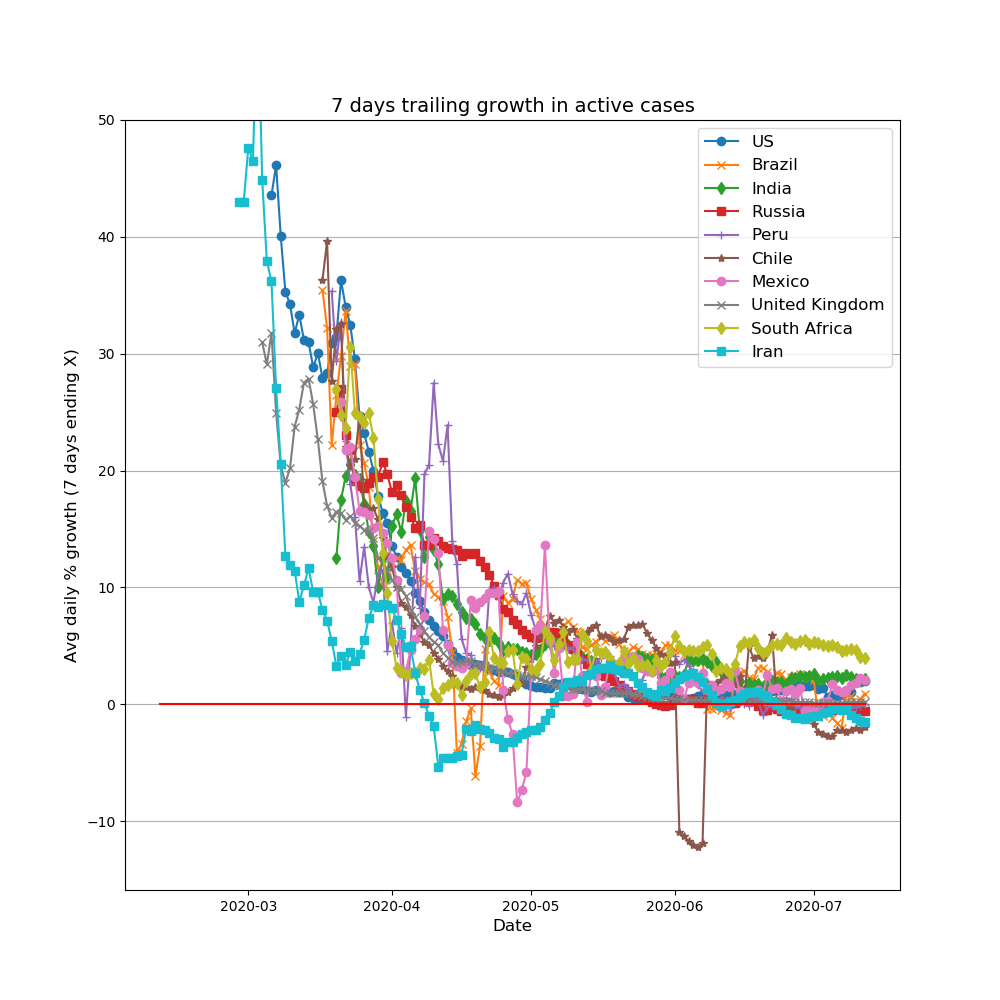 7 days trailing growth in active cases
Avg daily % growth (7 days ending X)
50
40
30
20
10
0
−10
US
Brazil
India
Russia
Peru
Chile
Mexico
United Kingdom
South Africa
Iran
2020-03
2020-04
2020-05
2020-06
2020-07
Date